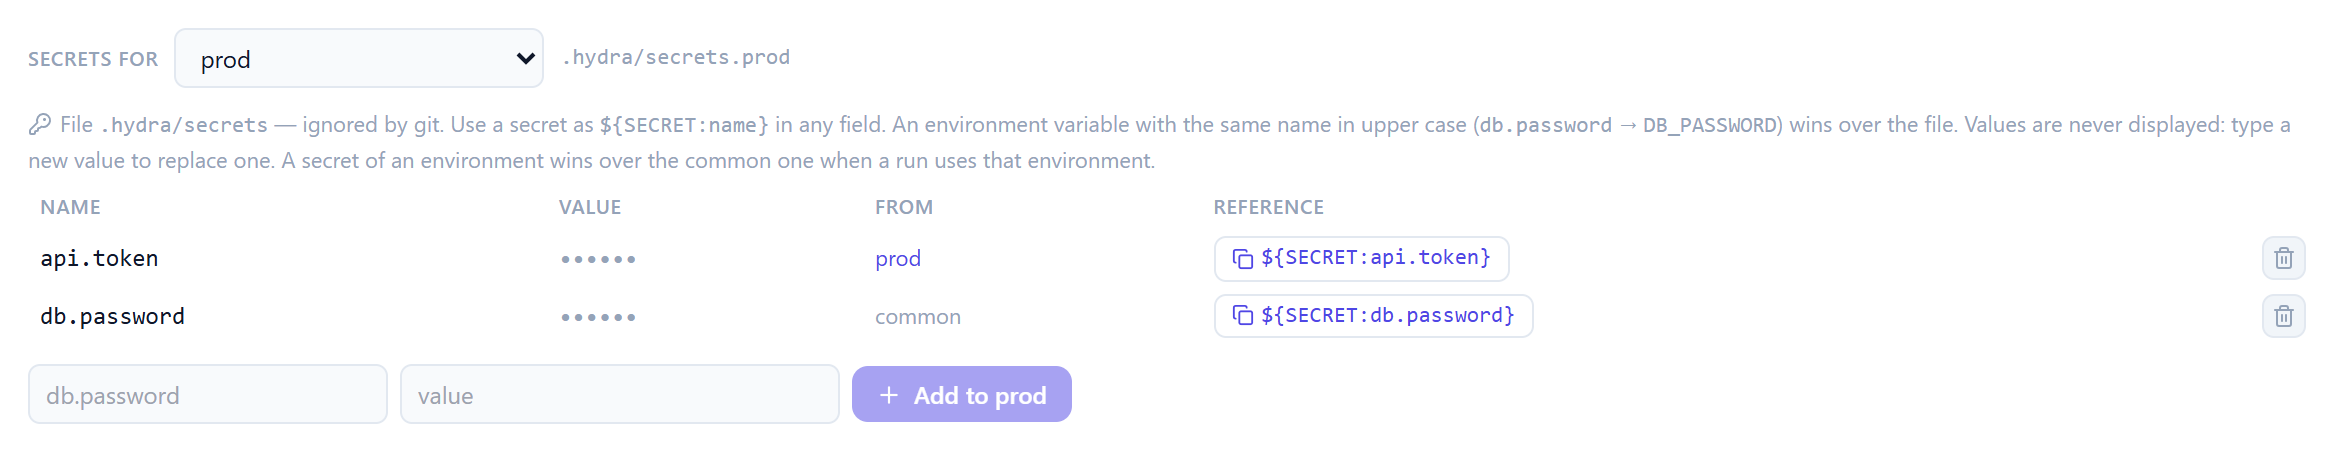 SECRETS FOR prod .hydra/secrets.prod
File .hydra/secrets — ignored by git. Use a secret as ${SECRET:name} in any field. An environment variable with the same name in upper case (db.password → DB_PASSWORD) wins over the file. Values are never displayed: type a
new value to replace one. A secret of an environment wins over the common one when a run uses that environment.
NAME VALUE FROM REFERENCE
api.token •••••• prod ${SECRET:api.token}
db.password •••••• common ${SECRET:db.password}
db.password value + Add to prod